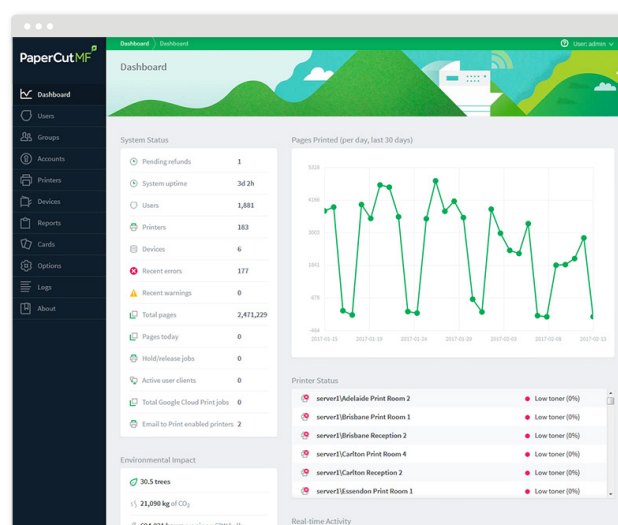 PaperCut MF
Dashboard
Users
Groups
Accounts
Printers
Devices
Reports
Cards
Options
Logs
About
Dashboard Dashboard
User: admin
Dashboard
System Status
Pending refunds 1
System uptime 3d 2h
Users 1,881
Printers 183
Devices 6
Recent errors 177
Recent warnings 0
Total pages 2,471,229
Pages today 0
Hold/release jobs 0
Active user clients 0
Total Google Cloud Print jobs 0
Email to Print enabled printers 2
Environmental Impact
30.5 trees
21,090 kg of CO2
Pages Printed (per day, last 30 days)
2017-01-15 2017-01-19 2017-01-24 2017-01-29 2017-02-03 2017-02-08 2017-02-13
Printer Status
server1\Adelaide Print Room 2 Low toner (0%)
server1\Brisbane Print Room 1 Low toner (0%)
server1\Brisbane Reception 2 Low toner (0%)
server1\Carlton Print Room 4 Low toner (0%)
server1\Carlton Reception 2 Low toner (0%)
server1\Essendon Print Room 1 Low toner (0%)
Real-time Activity